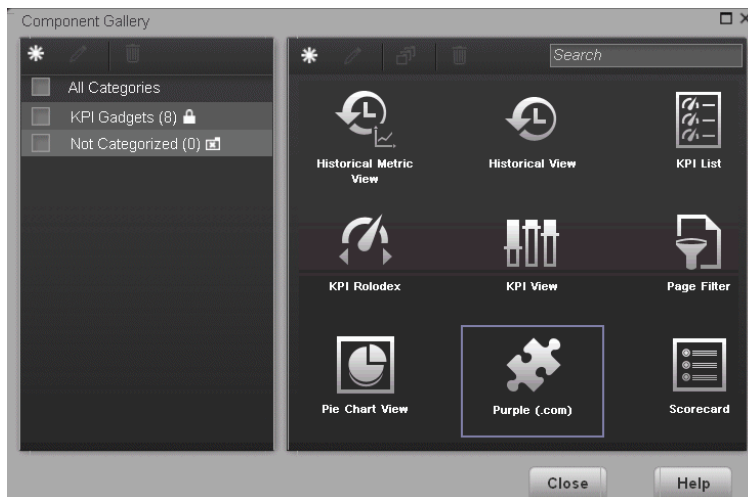 Component Gallery
Search
All Categories
KPI Gadgets (8)
Not Categorized (0)
Historical Metric
View
Historical View
KPI List
KPI Rolodex
KPI View
Page Filter
Pie Chart View
Purple (.com)
Scorecard
Close
Help